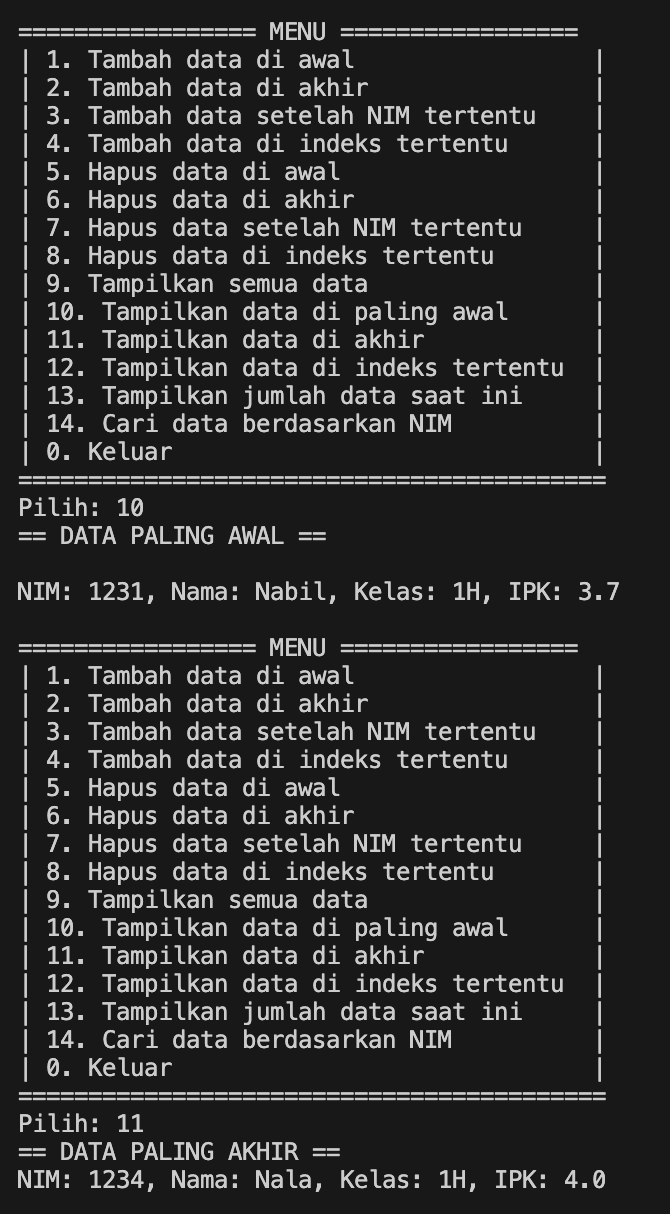 ================= MENU =================
| 1. Tambah data di awal                 |
| 2. Tambah data di akhir                |
| 3. Tambah data setelah NIM tertentu    |
| 4. Tambah data di indeks tertentu      |
| 5. Hapus data di awal                  |
| 6. Hapus data di akhir                 |
| 7. Hapus data setelah NIM tertentu     |
| 8. Hapus data di indeks tertentu       |
| 9. Tampilkan semua data                |
| 10. Tampilkan data di paling awal      |
| 11. Tampilkan data di akhir            |
| 12. Tampilkan data di indeks tertentu  |
| 13. Tampilkan jumlah data saat ini     |
| 14. Cari data berdasarkan NIM          |
| 0. Keluar                              |
==========================================
Pilih: 10
== DATA PALING AWAL ==
NIM: 1231, Nama: Nabil, Kelas: 1H, IPK: 3.7
================= MENU =================
| 1. Tambah data di awal                 |
| 2. Tambah data di akhir                |
| 3. Tambah data setelah NIM tertentu    |
| 4. Tambah data di indeks tertentu      |
| 5. Hapus data di awal                  |
| 6. Hapus data di akhir                 |
| 7. Hapus data setelah NIM tertentu     |
| 8. Hapus data di indeks tertentu       |
| 9. Tampilkan semua data                |
| 10. Tampilkan data di paling awal      |
| 11. Tampilkan data di akhir            |
| 12. Tampilkan data di indeks tertentu  |
| 13. Tampilkan jumlah data saat ini     |
| 14. Cari data berdasarkan NIM          |
| 0. Keluar                              |
==========================================
Pilih: 11
== DATA PALING AKHIR ==
NIM: 1234, Nama: Nala, Kelas: 1H, IPK: 4.0